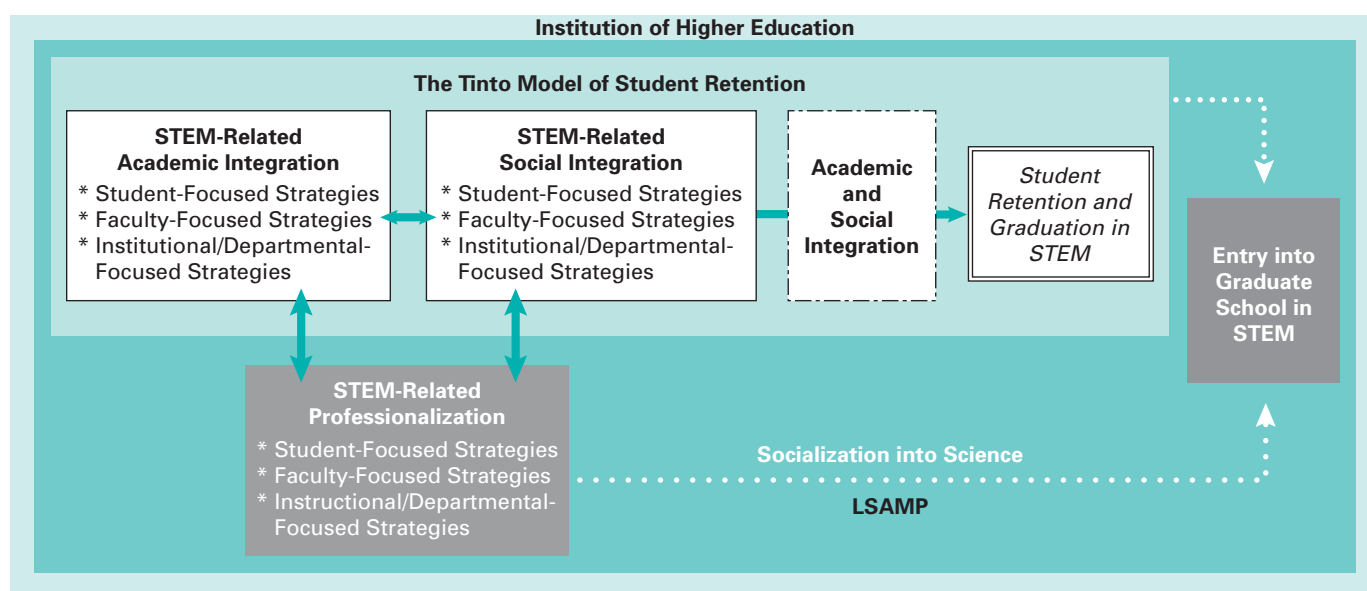 Institution of Higher Education
The Tinto Model of Student Retention
STEM-Related
Academic Integration
* Student-Focused Strategies
* Faculty-Focused Strategies
* Institutional/Departmental-
Focused Strategies
STEM-Related
Social Integration
* Student-Focused Strategies
* Faculty-Focused Strategies
* Institutional/Departmental-
Focused Strategies
Academic
and
Social
Integration
Student
Retention and
Graduation in
STEM
Entry into
Graduate
School in
STEM
STEM-Related
Professionalization
* Student-Focused Strategies
* Faculty-Focused Strategies
* Instructional/Departmental-
Focused Strategies
Socialization into Science
LSAMP